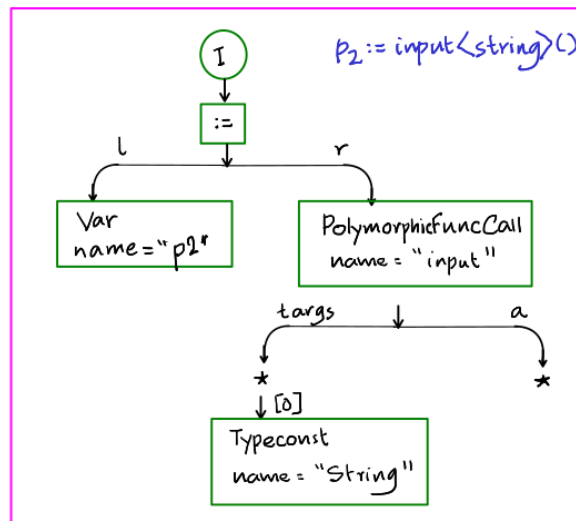 I
p2 := input<string>()
:=
l
r
Var
name = "p2"
PolymorphicFuncCall
name = "input"
targs
a
*
*
[0]
Typeconst
name = "String"